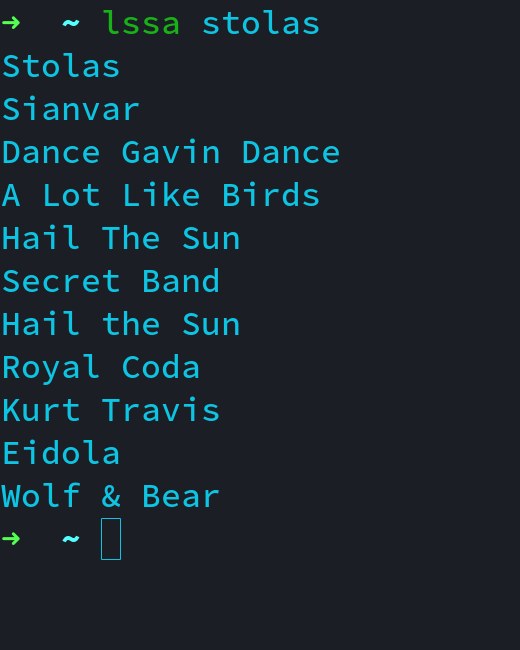 ➜ ~ lssa stolas
Stolas
Sianvar
Dance Gavin Dance
A Lot Like Birds
Hail The Sun
Secret Band
Hail the Sun
Royal Coda
Kurt Travis
Eidola
Wolf & Bear
➜ ~